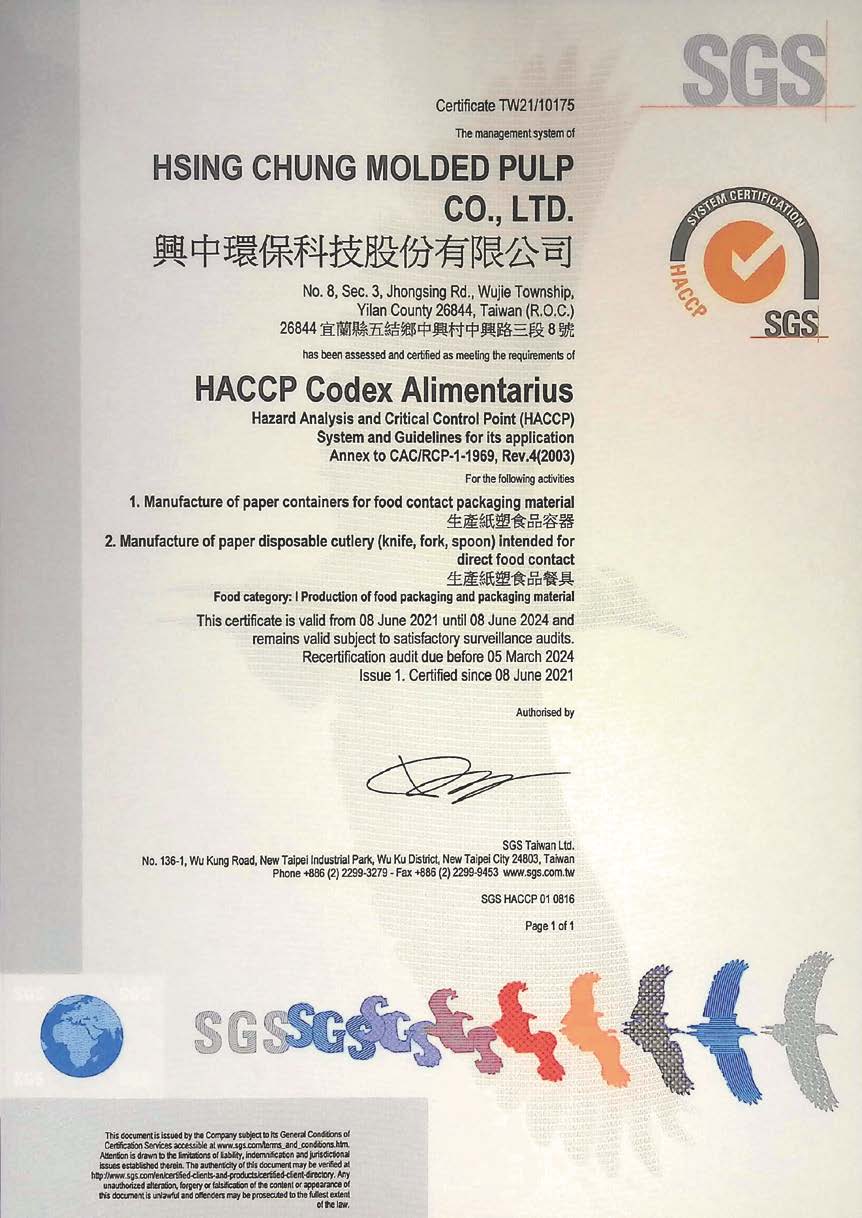 SGS
Certificate TW21/10175
The management system of
HSING CHUNG MOLDED PULP
CO., LTD.
興中環保科技股份有限公司
SYSTEM CERTIFICATION
HACCP
SGS
No. 8, Sec. 3, Jhongsing Rd., Wujie Township,
Yilan County 26844, Taiwan (R.O.C.)
26844 宜蘭縣五結鄉中興村中興路三段 8 號
has been assessed and certified as meeting the requirements of
HACCP Codex Alimentarius
Hazard Analysis and Critical Control Point (HACCP)
System and Guidelines for its application
Annex to CAC/RCP-1-1969, Rev.4(2003)
For the following activities
1. Manufacture of paper containers for food contact packaging material
生產紙塑食品容器
2. Manufacture of paper disposable cutlery (knife, fork, spoon) intended for
direct food contact
生產紙塑食品餐具
Food category: I Production of food packaging and packaging material
This certificate is valid from 08 June 2021 until 08 June 2024 and
remains valid subject to satisfactory surveillance audits.
Recertification audit due before 05 March 2024
Issue 1. Certified since 08 June 2021
Authorised by
SGS Taiwan Ltd.
No. 136-1, Wu Kung Road, New Taipei Industrial Park, Wu Ku District, New Taipei City 24803, Taiwan
Phone +886 (2) 2299-3279 - Fax +886 (2) 2299-9453 www.sgs.com.tw
SGS HACCP 01 0816
Page 1 of 1
SGS SGS
SGS SGS
SGSSGS
This document is issued by the Company subject to its General Conditions of
Certification Services accessible at www.sgs.com/terms_and_conditions.htm.
Attention is drawn to the limitations of liability, indemnification and jurisdictional
issues established therein. The authenticity of this document may be verified at
http://www.sgs.com/en/certified-clients-and-products/certified-client-directory. Any
unauthorized alteration, forgery or falsification of the content or appearance of
this document is unlawful and offenders may be prosecuted to the fullest extent
of the law.